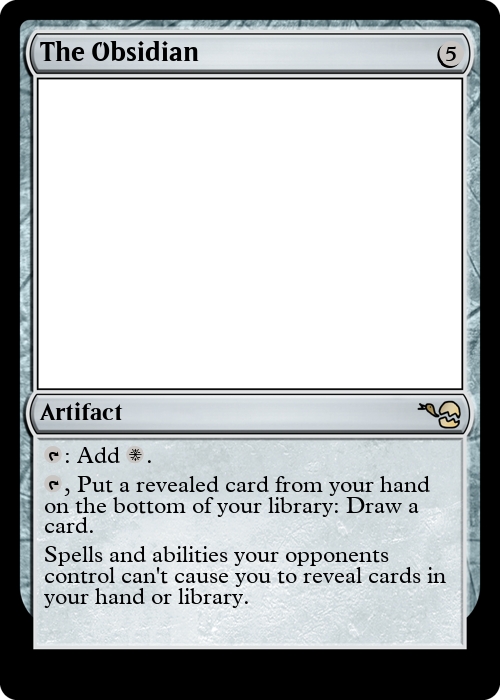 The Obsidian 5
Artifact
: Add .
, Put a revealed card from your hand
on the bottom of your library: Draw a
card.
Spells and abilities your opponents
control can't cause you to reveal cards in
your hand or library.